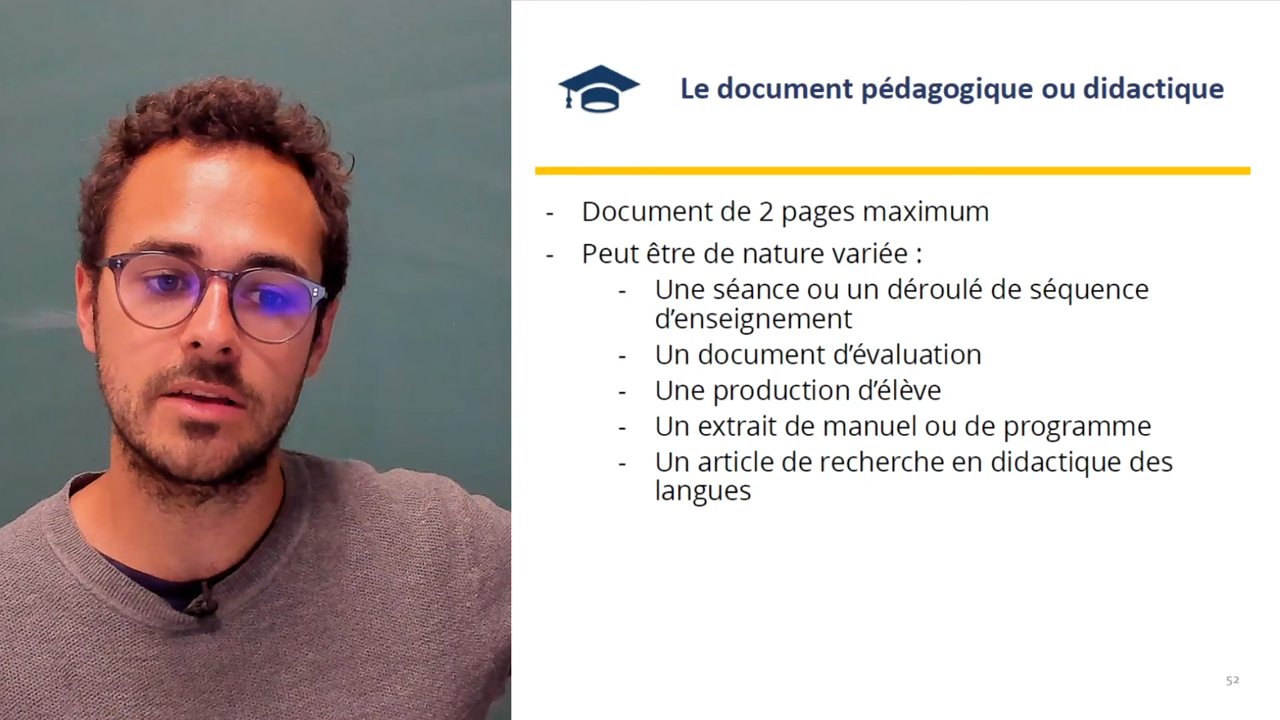 Le document pédagogique ou didactique
- Document de 2 pages maximum
- Peut être de nature variée :
- Une séance ou un déroulé de séquence
d’enseignement
- Un document d’évaluation
- Une production d’élève
- Un extrait de manuel ou de programme
- Un article de recherche en didactique des
langues
52